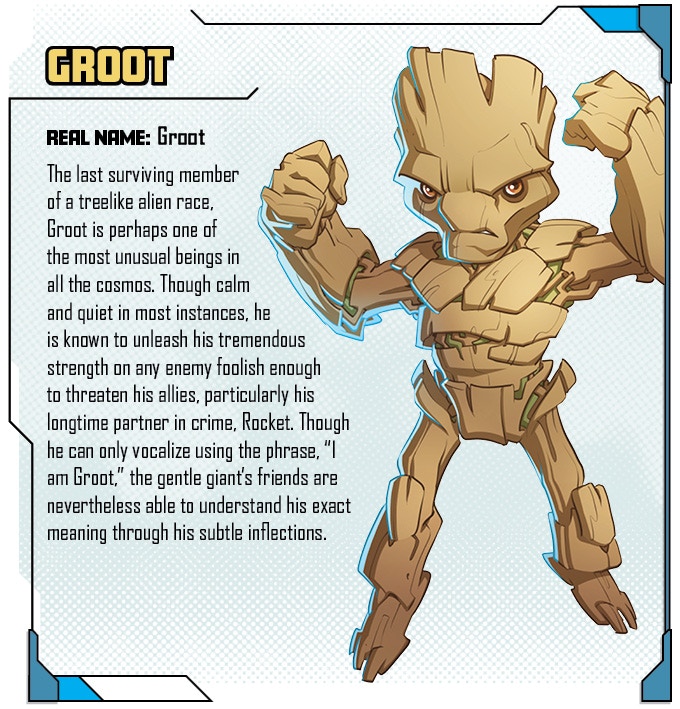 GROOT
REAL NAME: Groot
The last surviving member
of a treelike alien race,
Groot is perhaps one of
the most unusual beings in
all the cosmos. Though calm
and quiet in most instances, he
is known to unleash his tremendous
strength on any enemy foolish enough
to threaten his allies, particularly his
longtime partner in crime, Rocket. Though
he can only vocalize using the phrase, “I
am Groot,” the gentle giant's friends are
nevertheless able to understand his exact
meaning through his subtle inflections.